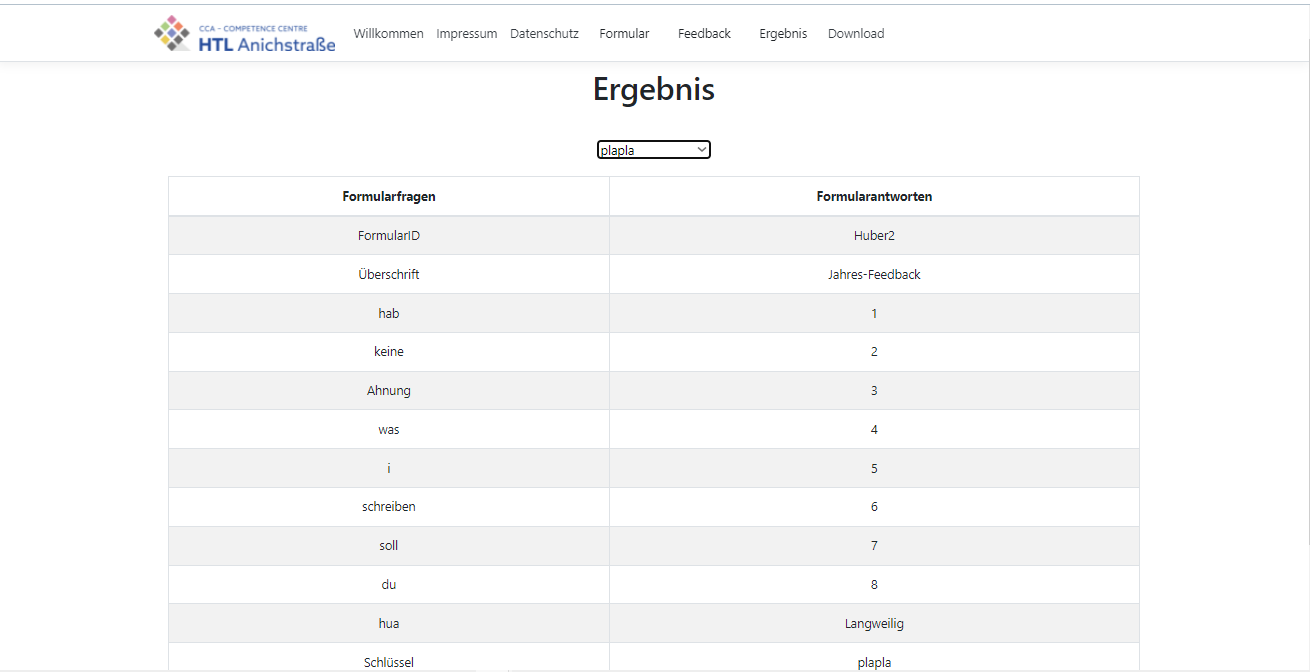 CCA - COMPETENCE CENTRE
HTL Anichstraße
Willkommen Impressum Datenschutz Formular Feedback Ergebnis Download
Ergebnis
plapla
Formularfragen Formularantworten
FormularID Huber2
Überschrift Jahres-Feedback
hab 1
keine 2
Ahnung 3
was 4
i 5
schreiben 6
soll 7
du 8
hua Langweilig
Schlüssel plapla